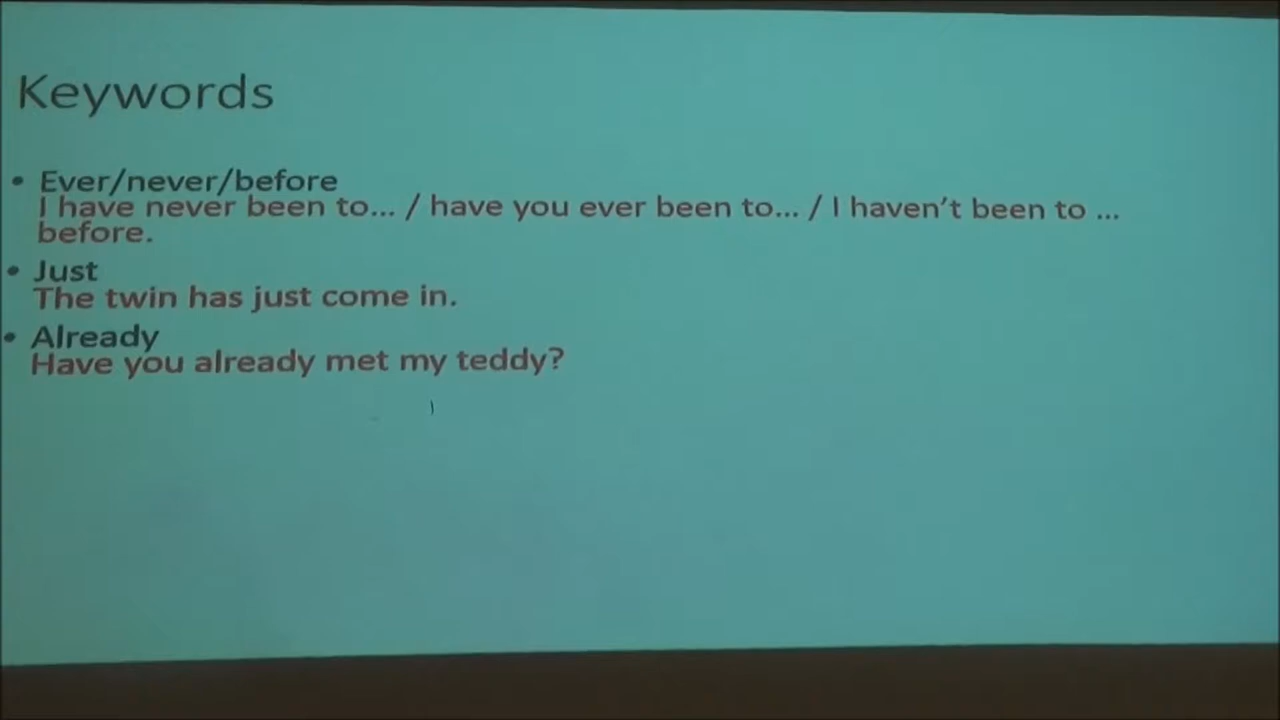 Keywords
• Ever/never/before
I have never been to... / have you ever been to... / I haven't been to ...
before.
• Just
The twin has just come in.
• Already
Have you already met my teddy?